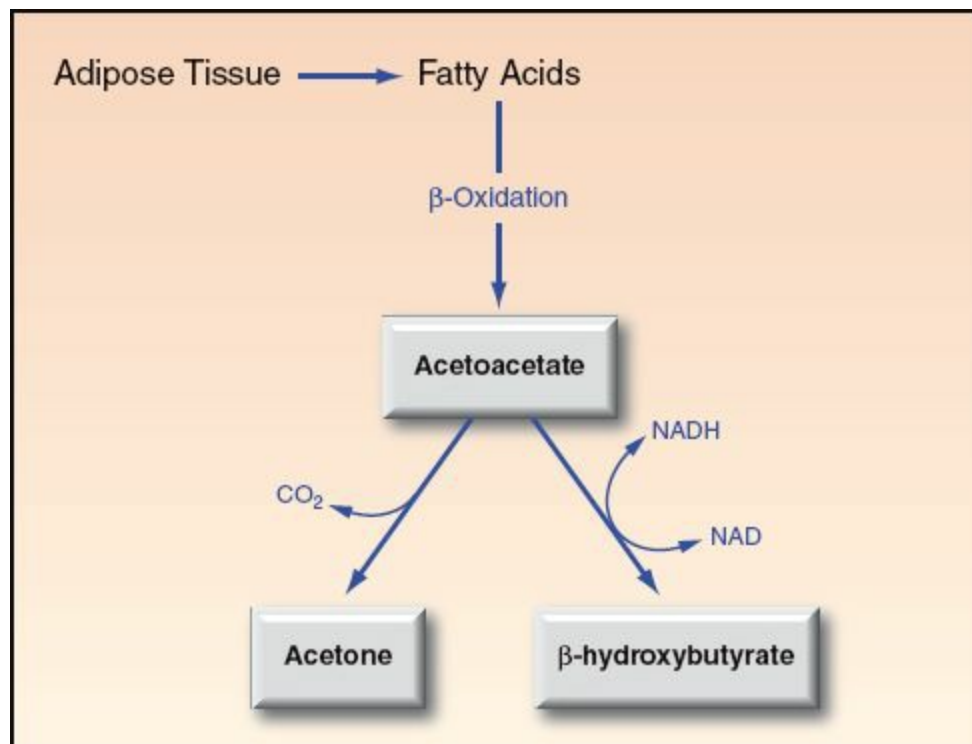 Adipose Tissue
Fatty Acids
β-Oxidation
Acetoacetate
NADH
CO₂
NAD
Acetone
β-hydroxybutyrate